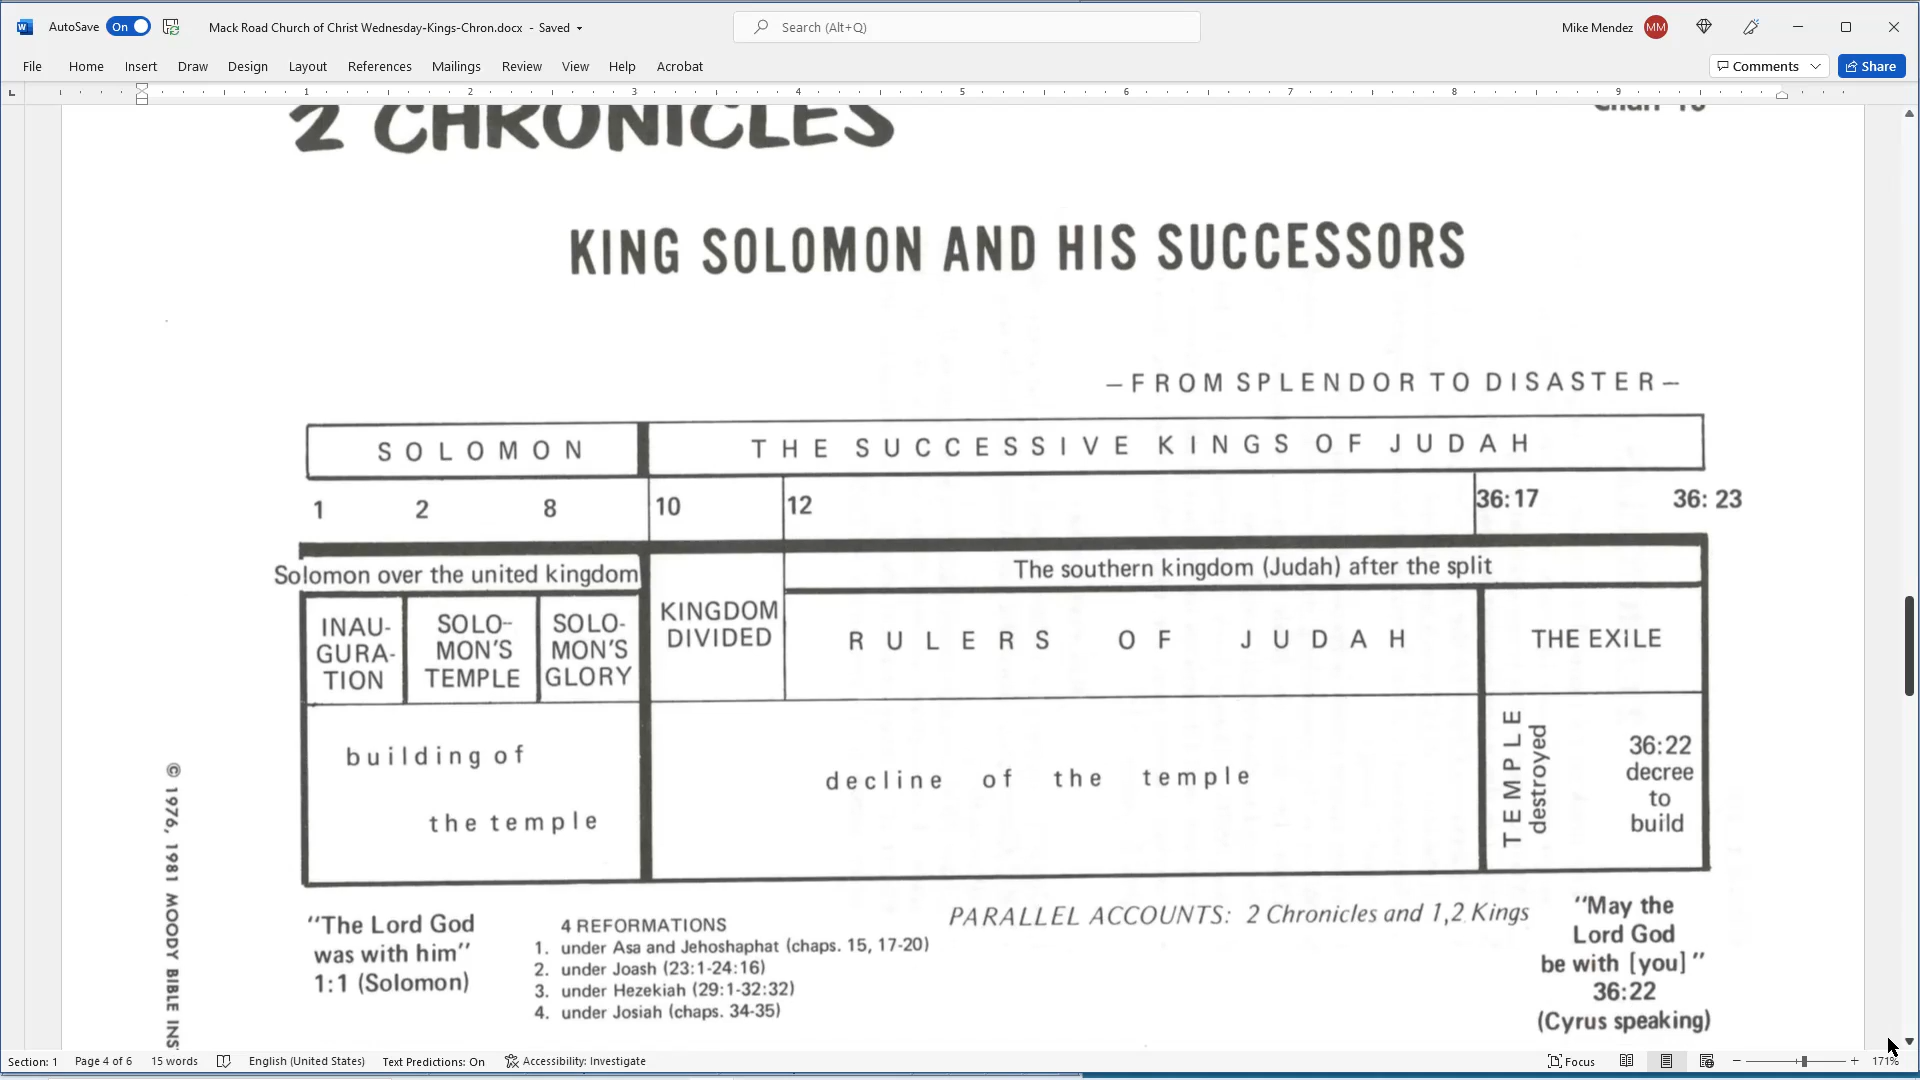 AutoSave On Mack Road Church of Christ Wednesday-Kings-Chron.docx - Saved Search (Alt+Q) Mike Mendez MM
File Home Insert Draw Design Layout References Mailings Review View Help Acrobat Comments Share
1 2 3 4 5 6 7 8 9
2 CHRONICLES
KING SOLOMON AND HIS SUCCESSORS
—FROM SPLENDOR TO DISASTER—
SOLOMON THE SUCCESSIVE KINGS OF JUDAH
1 2 8 10 12 36:17 36:23
Solomon over the united kingdom
The southern kingdom (Judah) after the split
INAU-
GURA-
TION
SOLO-
MON'S
TEMPLE
SOLO-
MON'S
GLORY
KINGDOM
DIVIDED
RULERS OF JUDAH
THE EXILE
building of
the temple
decline of the temple
TEMPLE
destroyed
36:22
decree
to
build
"The Lord God
was with him"
1:1 (Solomon)
4 REFORMATIONS
1. under Asa and Jehoshaphat (chaps. 15, 17-20)
2. under Joash (23:1-24:16)
3. under Hezekiah (29:1-32:32)
4. under Josiah (chaps. 34-35)
PARALLEL ACCOUNTS: 2 Chronicles and 1,2 Kings
"May the
Lord God
be with [you]"
36:22
(Cyrus speaking)
© 1976, 1981 MOODY BIBLE INS
Section: 1 Page 4 of 6 15 words English (United States) Text Predictions: On Accessibility: Investigate Focus 171%